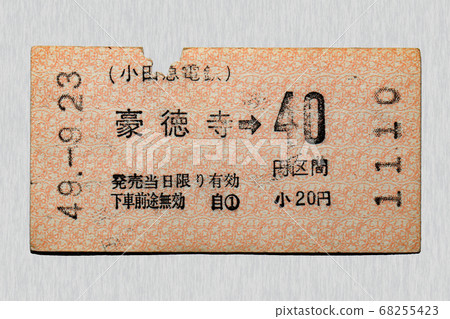 (小田急電鉄)
49.-9.23
豪徳寺→40
円区間
発売当日限り有効
下車前途無効 自①
小20円
1110
PIXTA
68255423